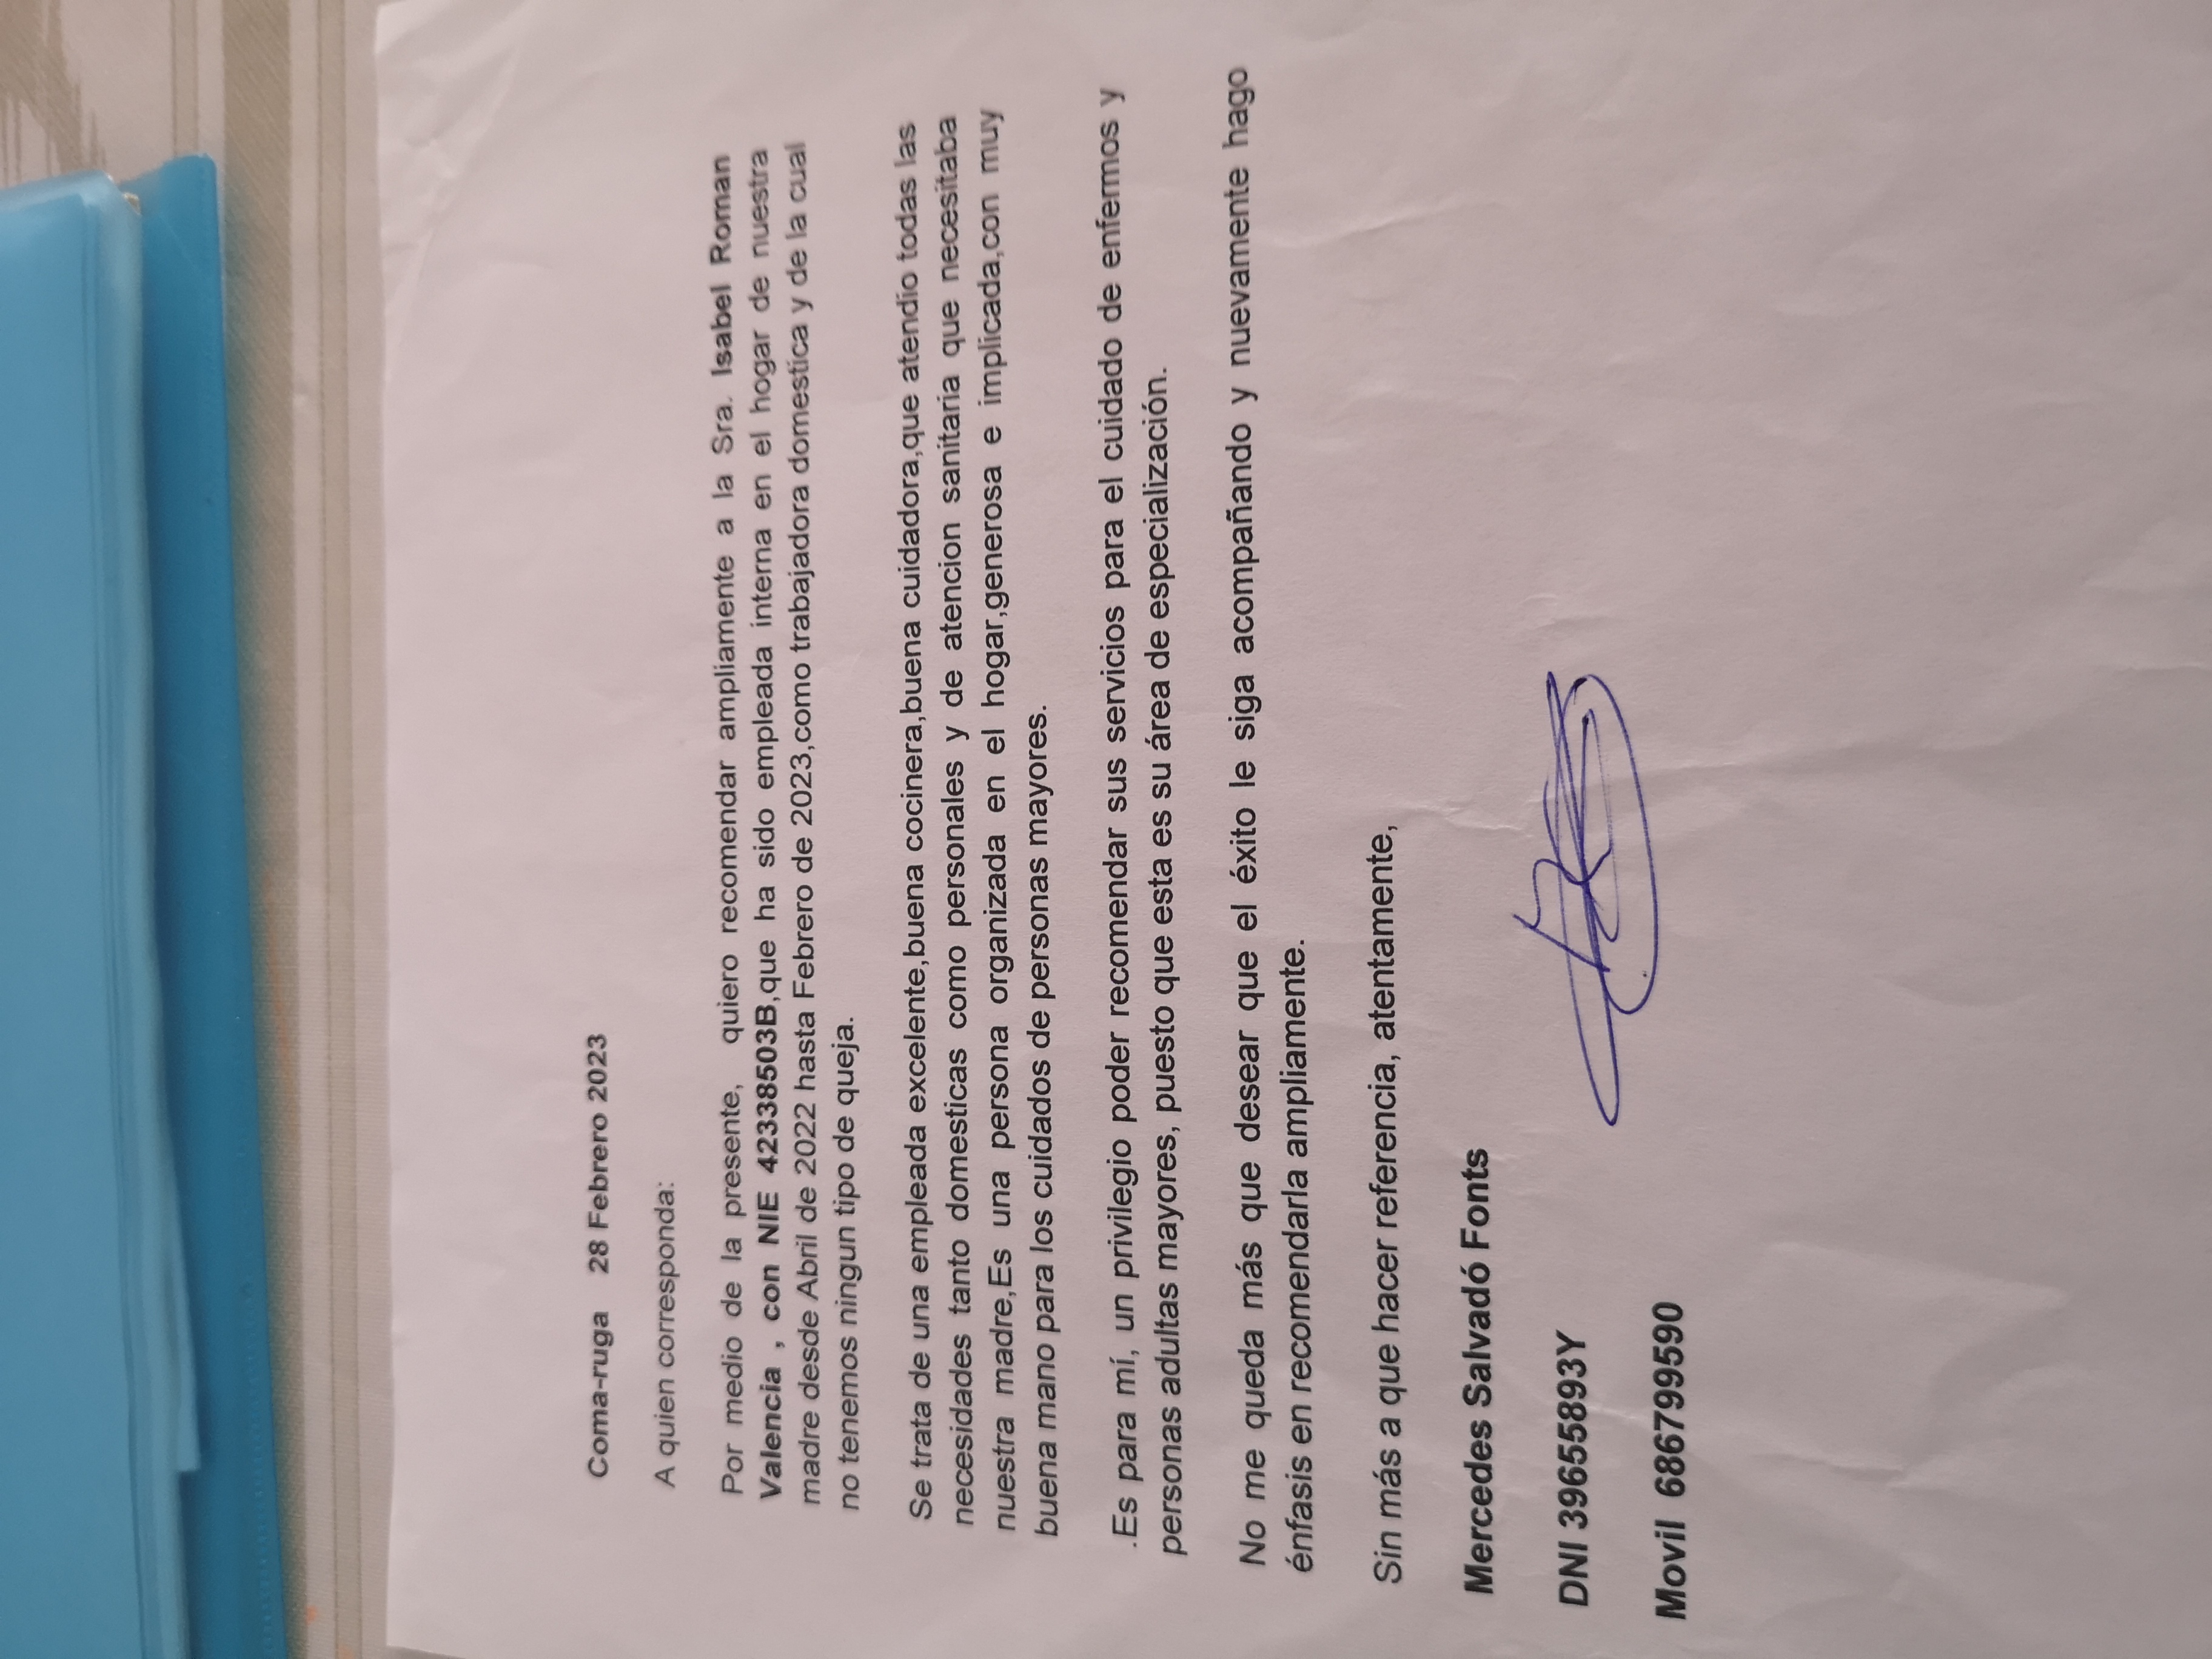 Coma-ruga 28 Febrero 2023
A quien corresponda:
Por medio de la presente, quiero recomendar ampliamente a la Sra. Isabel Roman
Valencia , con NIE 42338503B,que ha sido empleada interna en el hogar de nuestra
madre desde Abril de 2022 hasta Febrero de 2023,como trabajadora domestica y de la cual
no tenemos ningun tipo de queja.
Se trata de una empleada excelente,buena cocinera,buena cuidadora,que atendio todas las
necesidades tanto domesticas como personales y de atencion sanitaria que necesitaba
nuestra madre,Es una persona organizada en el hogar,generosa e implicada,con muy
buena mano para los cuidados de personas mayores.
.Es para mí, un privilegio poder recomendar sus servicios para el cuidado de enfermos y
personas adultas mayores, puesto que esta es su área de especialización.
No me queda más que desear que el éxito le siga acompañando y nuevamente hago
énfasis en recomendarla ampliamente.
Sin más a que hacer referencia, atentamente,
Mercedes Salvadó Fonts
DNI 39655893Y
Movil 686799590